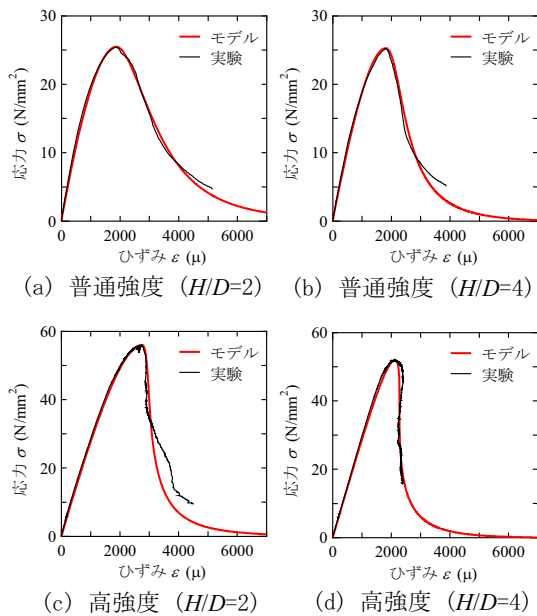 30
20
10
0
応力 σ (N/mm²)
モデル
実験
0 2000 4000 6000
ひずみ ε (μ)
(a) 普通強度 (H/D=2)
30
20
10
0
応力 σ (N/mm²)
モデル
実験
0 2000 4000 6000
ひずみ ε (μ)
(b) 普通強度 (H/D=4)
60
40
20
0
応力 σ (N/mm²)
モデル
実験
0 2000 4000 6000
ひずみ ε (μ)
(c) 高強度 (H/D=2)
60
40
20
0
応力 σ (N/mm²)
モデル
実験
0 2000 4000 6000
ひずみ ε (μ)
(d) 高強度 (H/D=4)